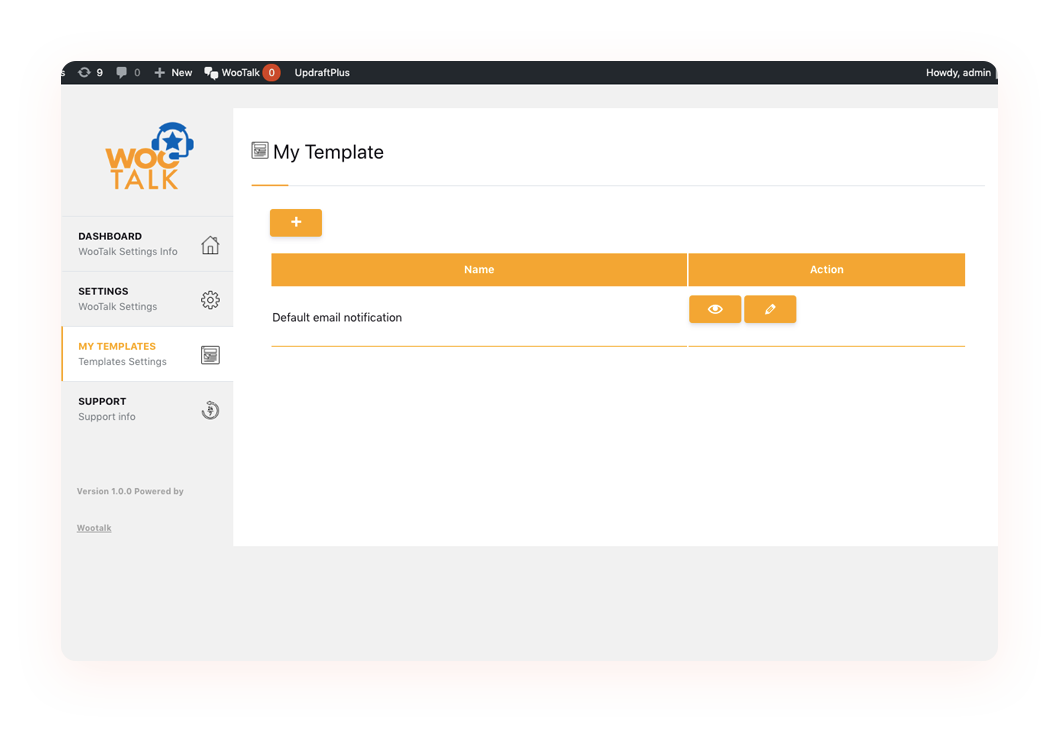 s 9 0 + New WooTalk 0 UpdraftPlus Howdy, admin
WOO
TALK
My Template
+
DASHBOARD
WooTalk Settings Info
SETTINGS
WooTalk Settings
MY TEMPLATES
Templates Settings
SUPPORT
Support info
Version 1.0.0 Powered by
Wootalk
Name Action
Default email notification